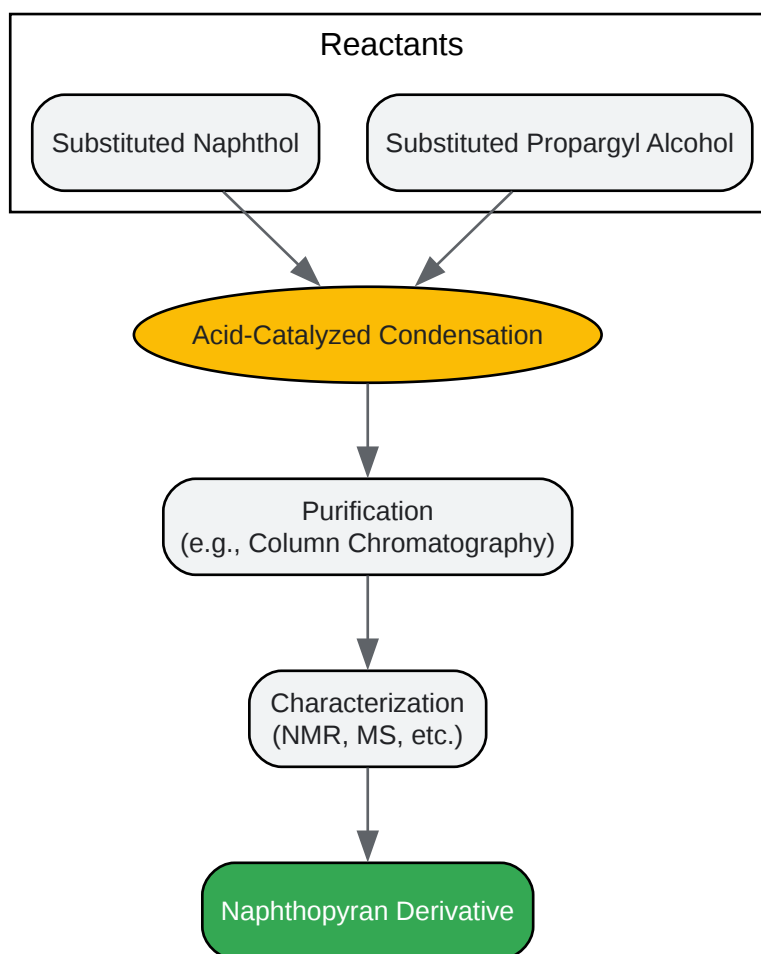 Reactants
Substituted Naphthol
Substituted Propargyl Alcohol
Acid-Catalyzed Condensation
Purification
(e.g., Column Chromatography)
Characterization
(NMR, MS, etc.)
Naphthopyran Derivative